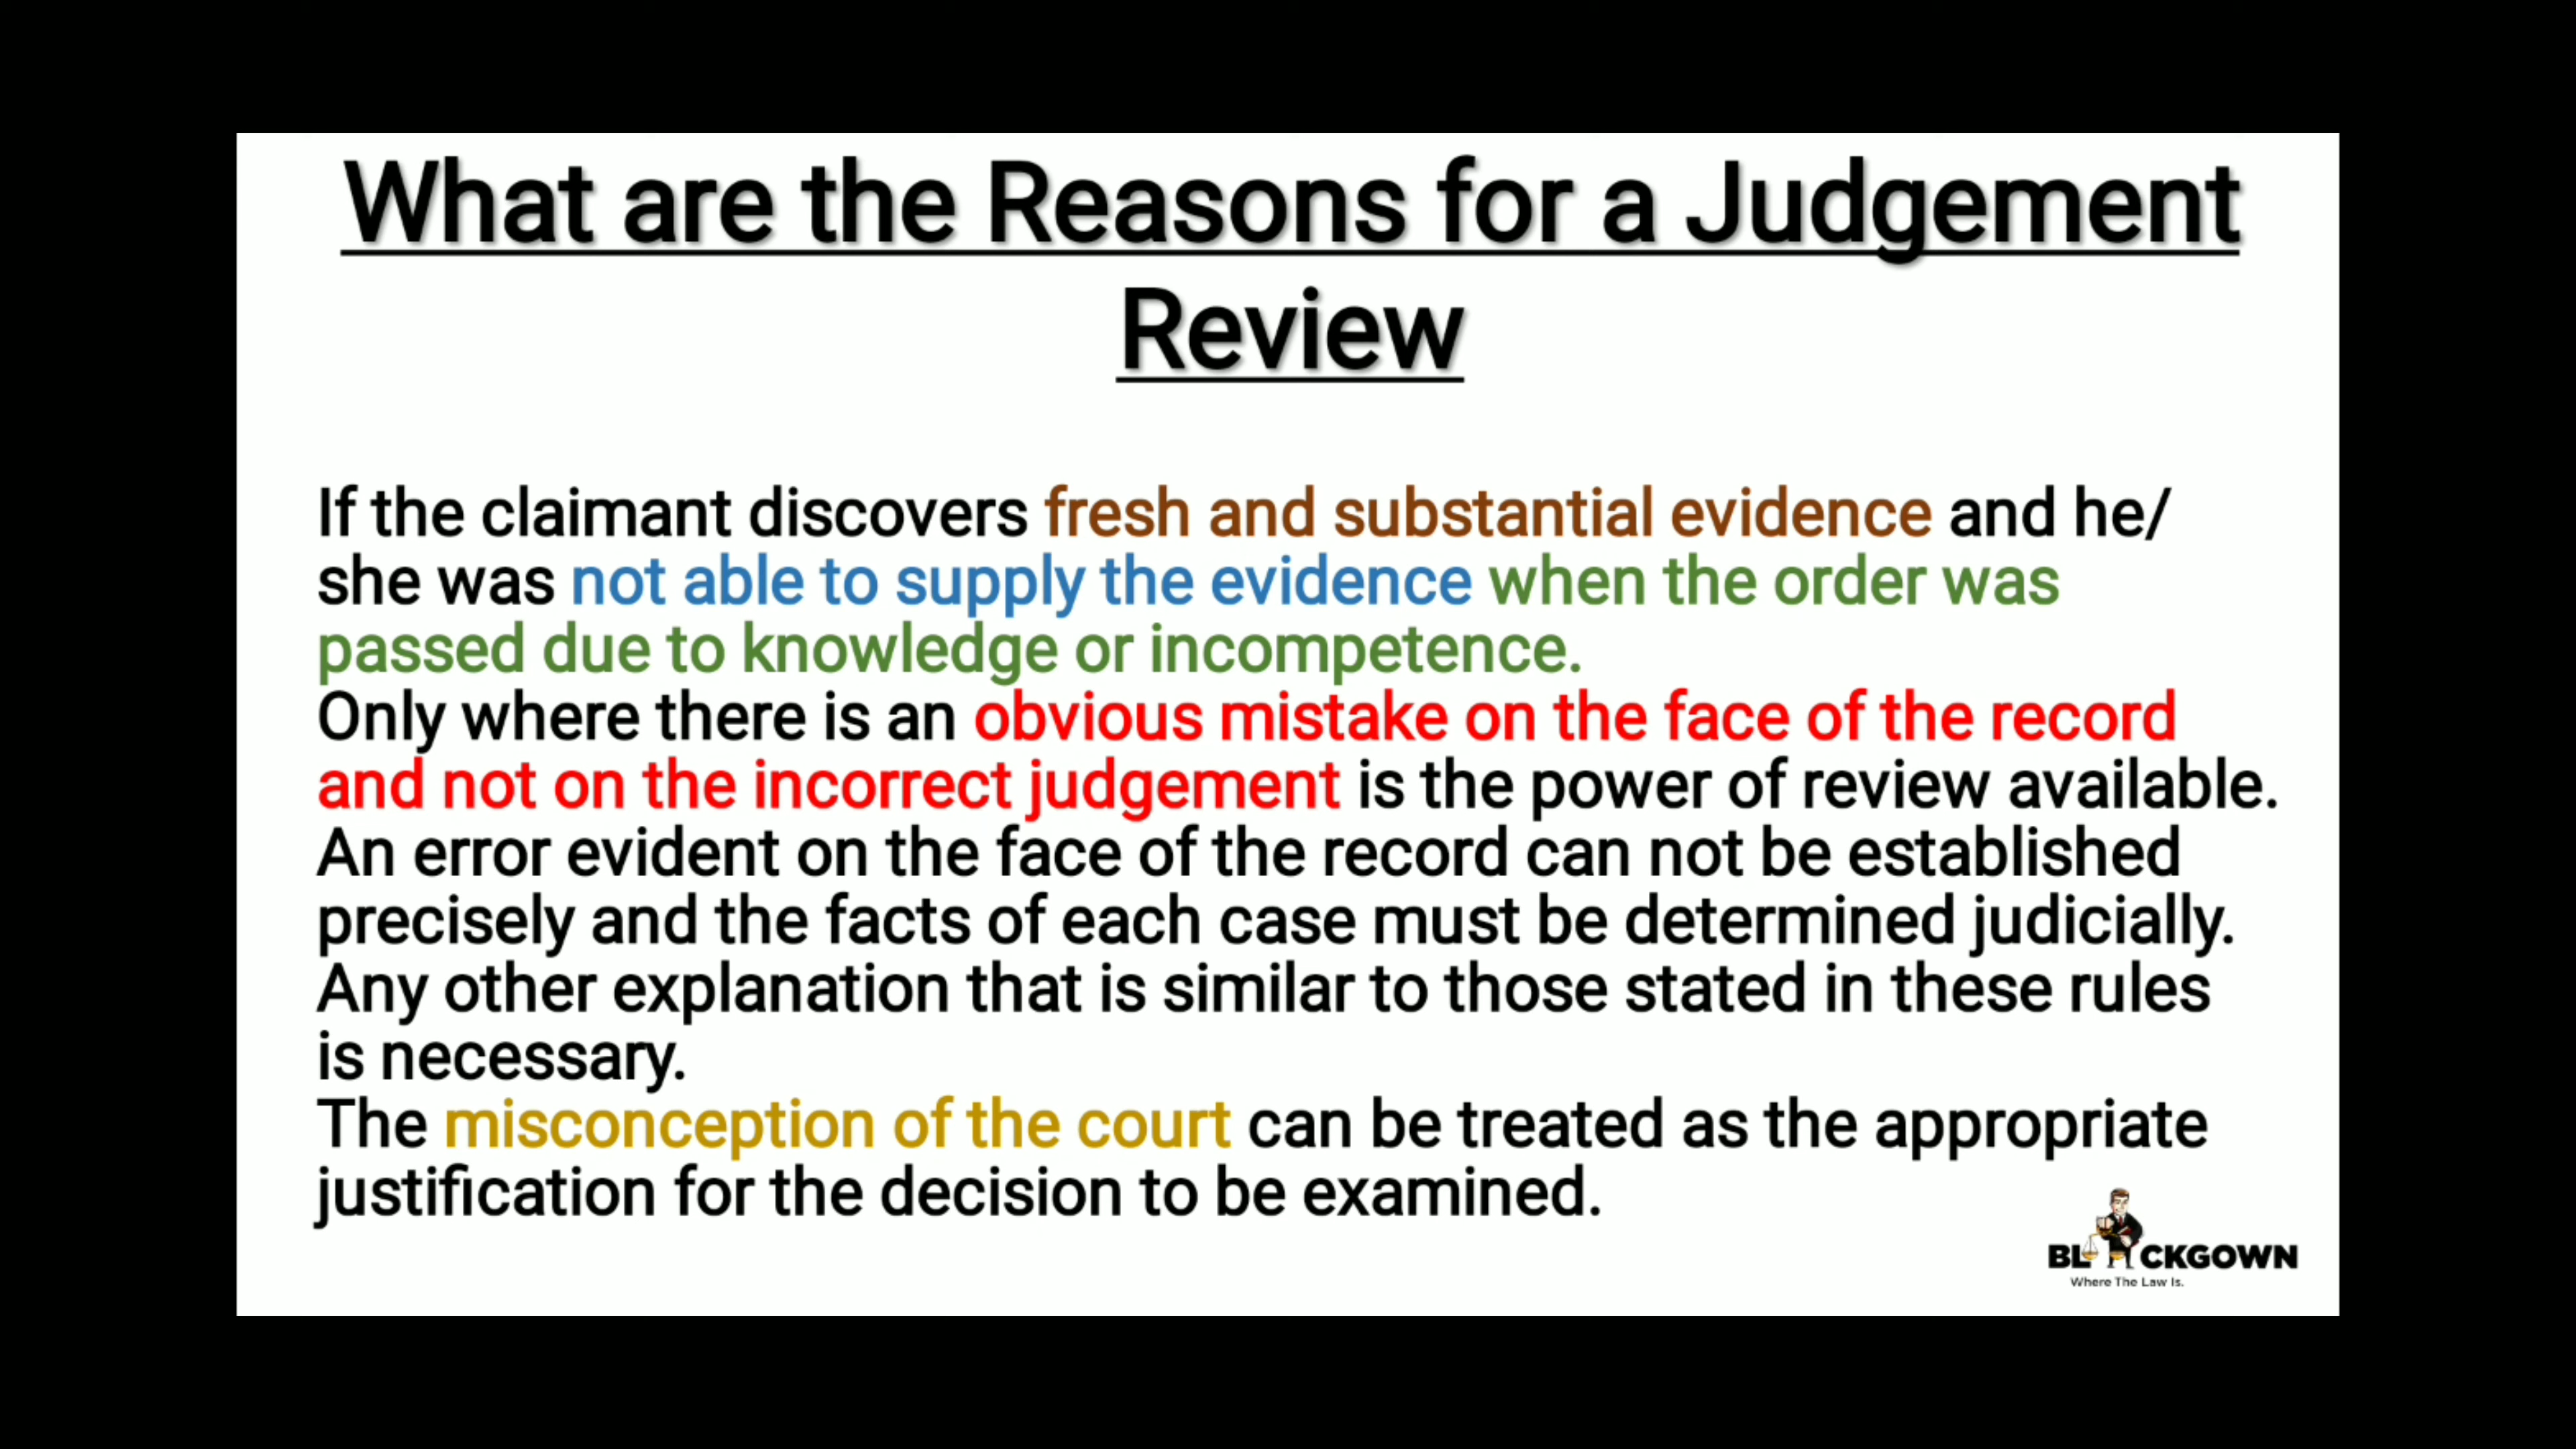 What are the Reasons for a Judgement
Review
If the claimant discovers fresh and substantial evidence and he/
she was not able to supply the evidence when the order was
passed due to knowledge or incompetence.
Only where there is an obvious mistake on the face of the record
and not on the incorrect judgement is the power of review available.
An error evident on the face of the record can not be established
precisely and the facts of each case must be determined judicially.
Any other explanation that is similar to those stated in these rules
is necessary.
The misconception of the court can be treated as the appropriate
justification for the decision to be examined.
BL CKGOWN
Where The Law Is.